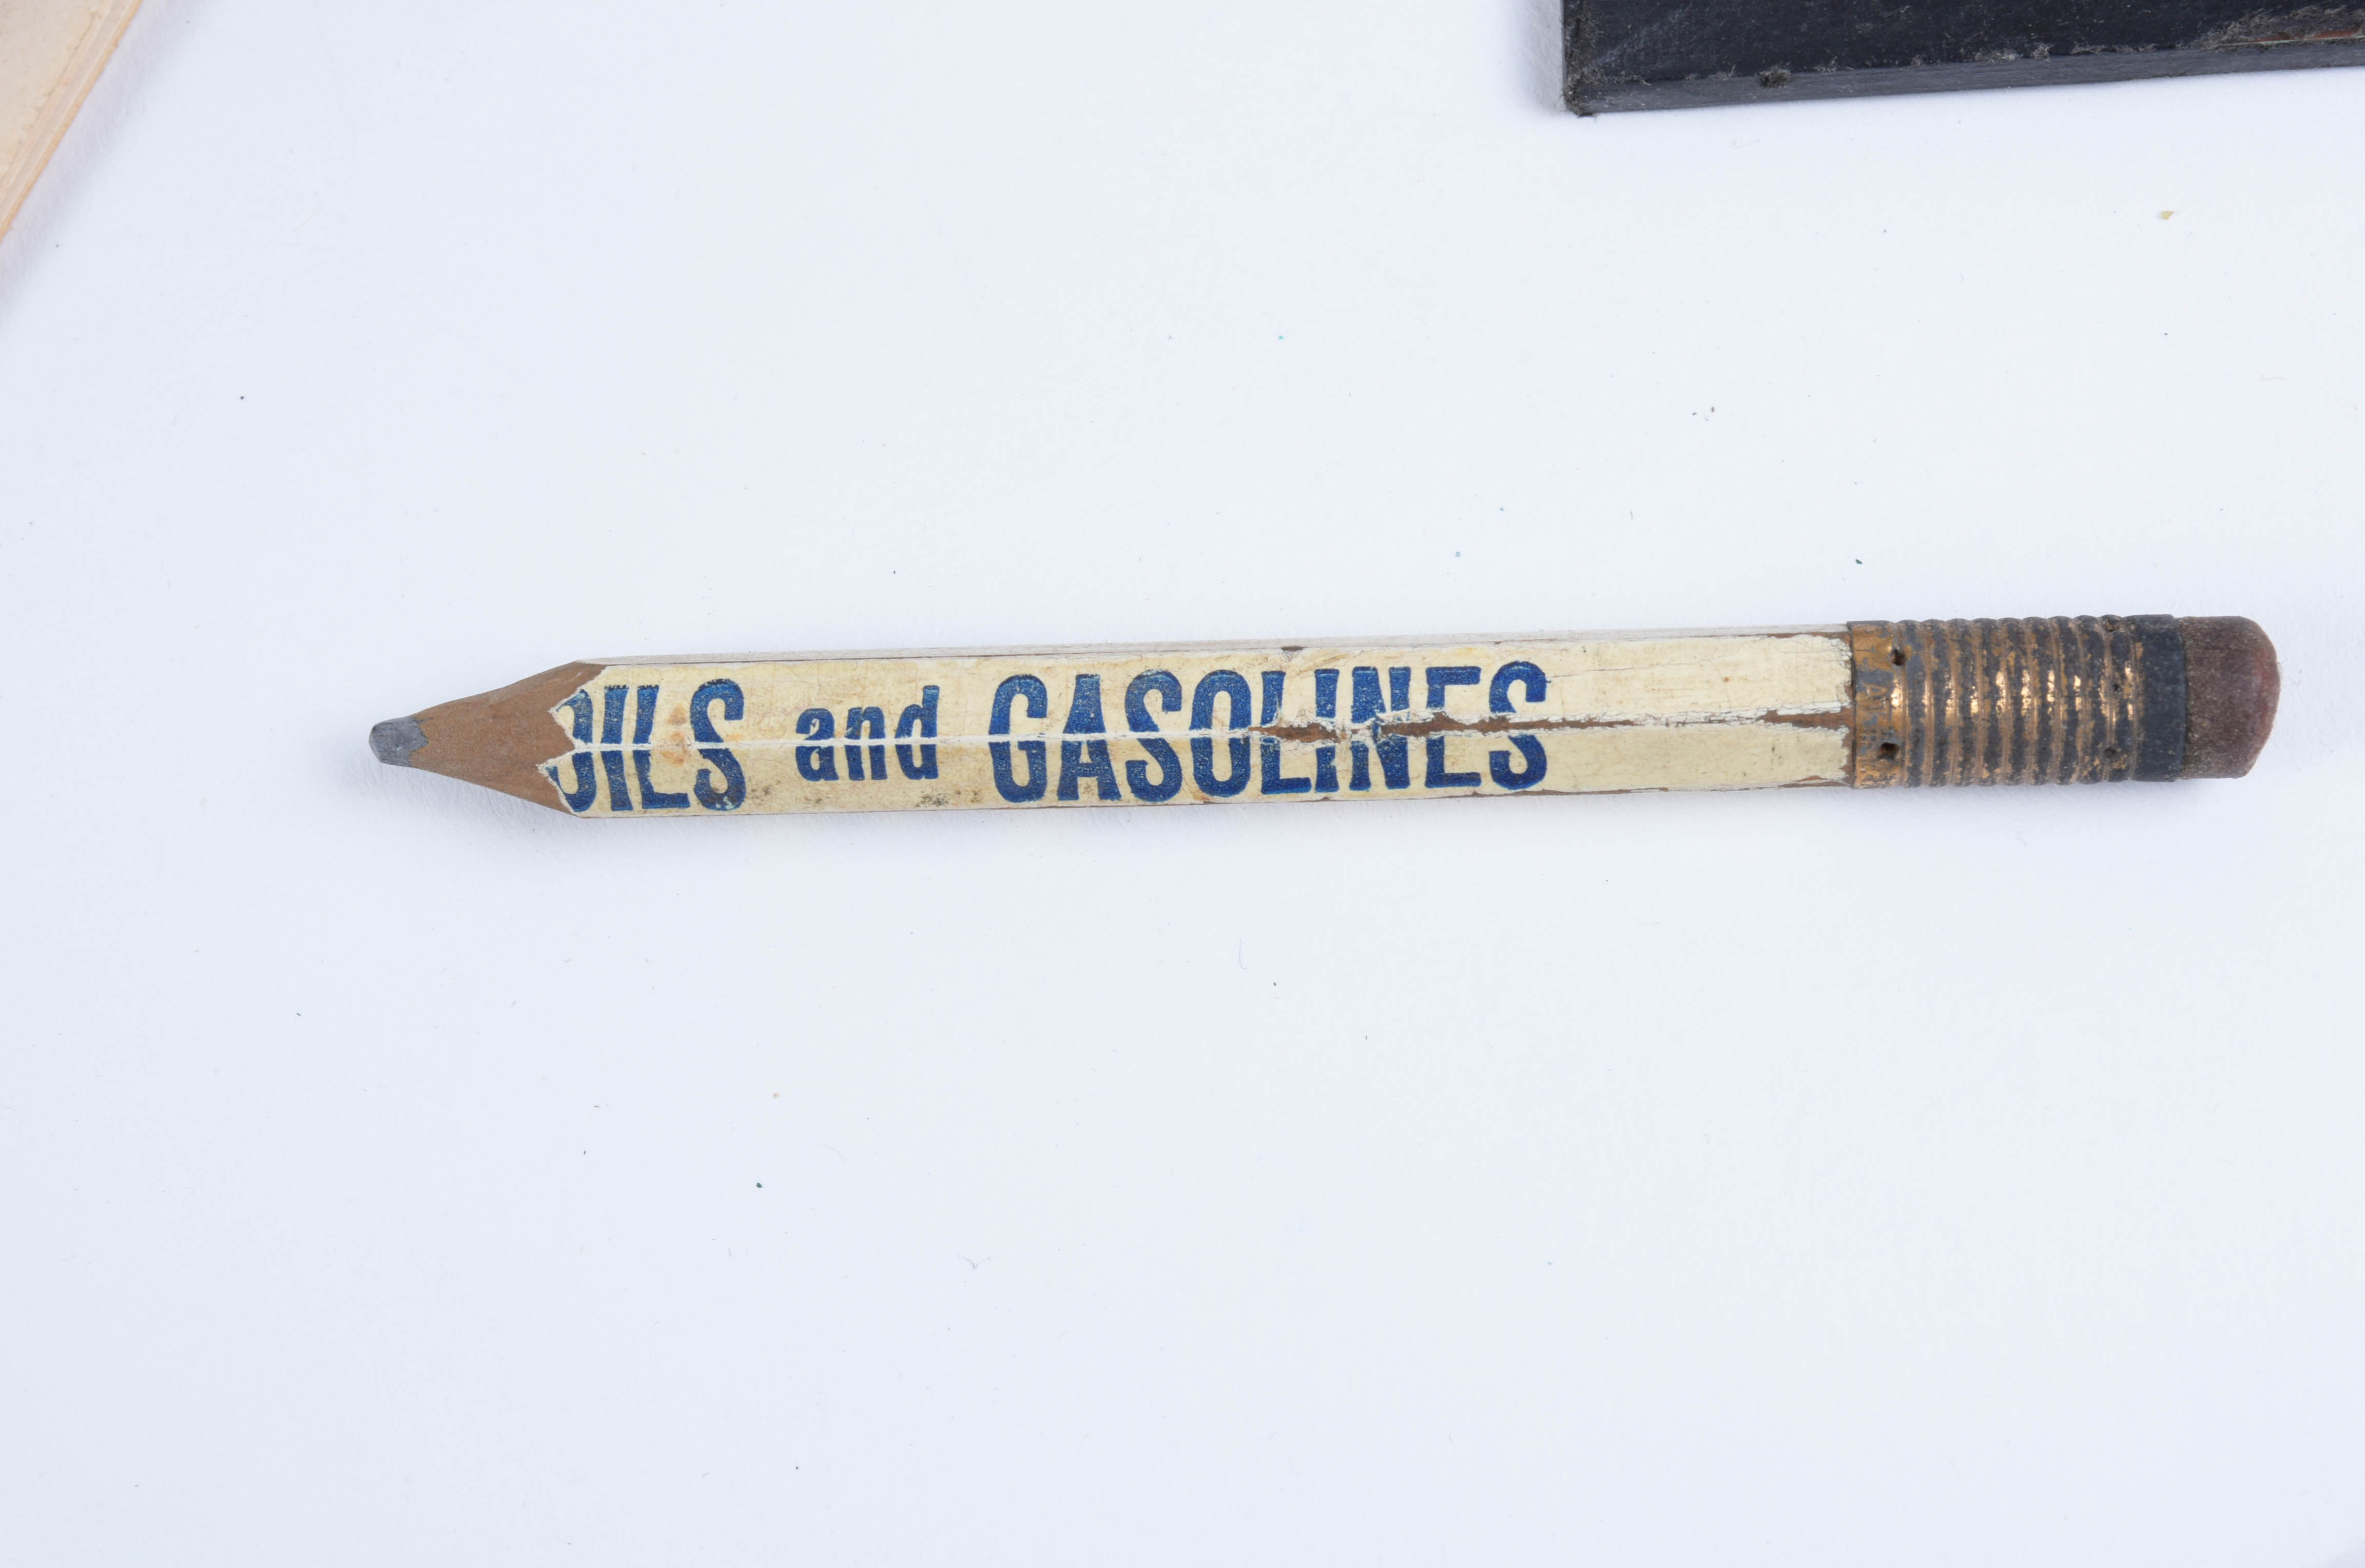 OILS and GASOLINES